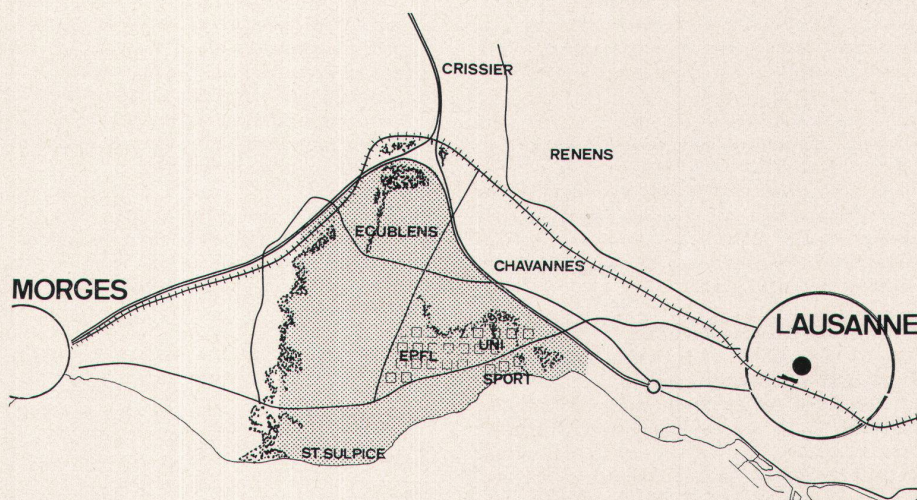 CRISSIER
RENENS
ECUBLENS
CHAVANNES
MORGES
LAUSANNE
UNI
EPFL
SPORT
ST. SULPICE